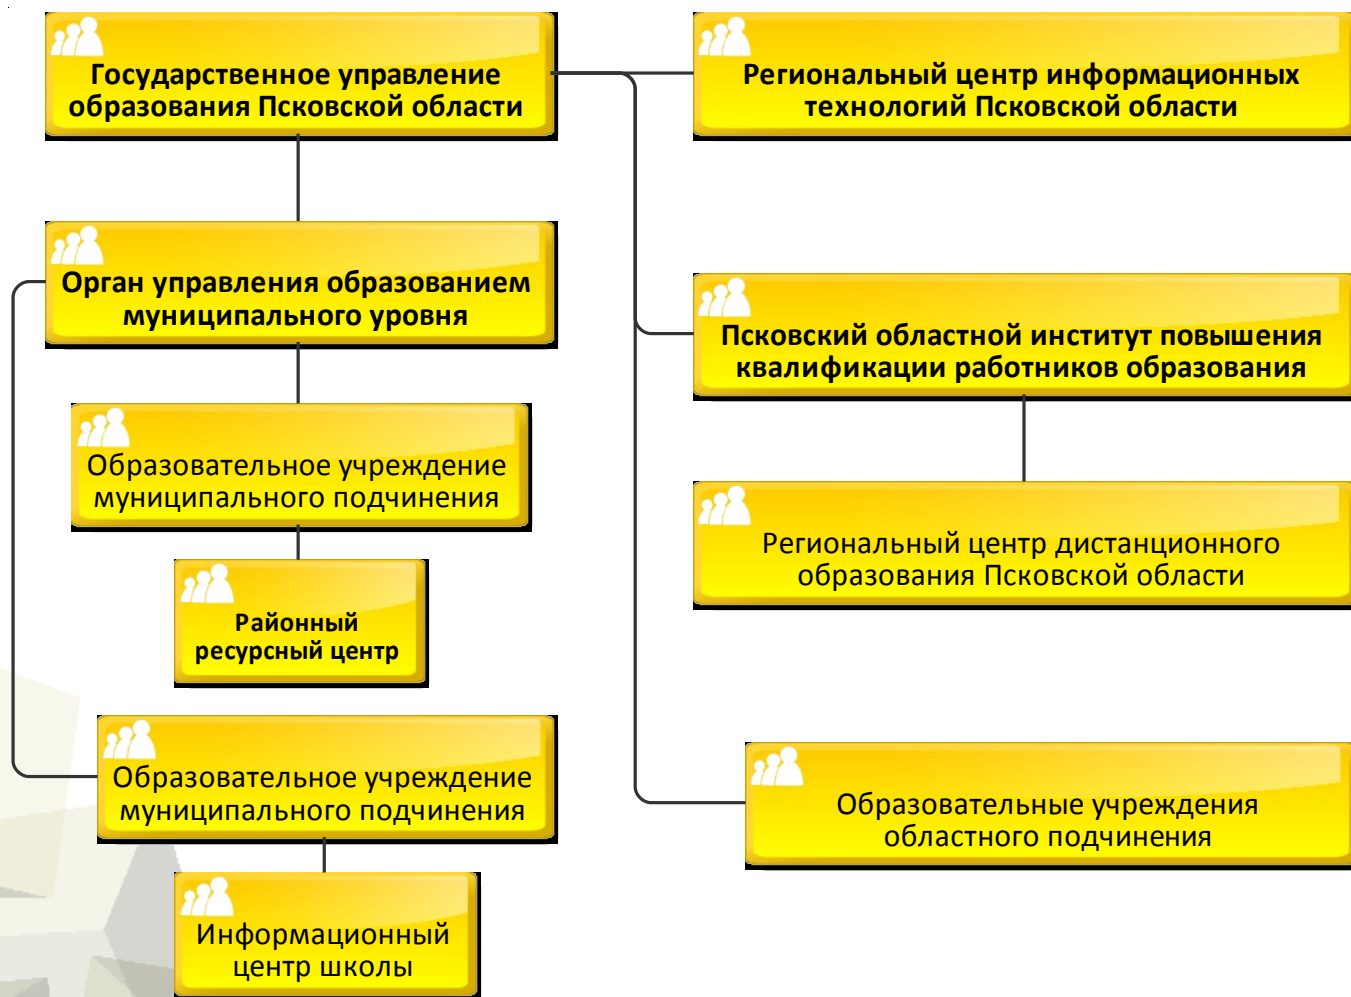 Государственное управление
образования Псковской области
Региональный центр информационных
технологий Псковской области
Орган управления образованием
муниципального уровня
Псковский областной институт повышения
квалификации работников образования
Образовательное учреждение
муниципального подчинения
Региональный центр дистанционного
образования Псковской области
Районный
ресурсный центр
Образовательное учреждение
муниципального подчинения
Образовательные учреждения
областного подчинения
Информационный
центр школы